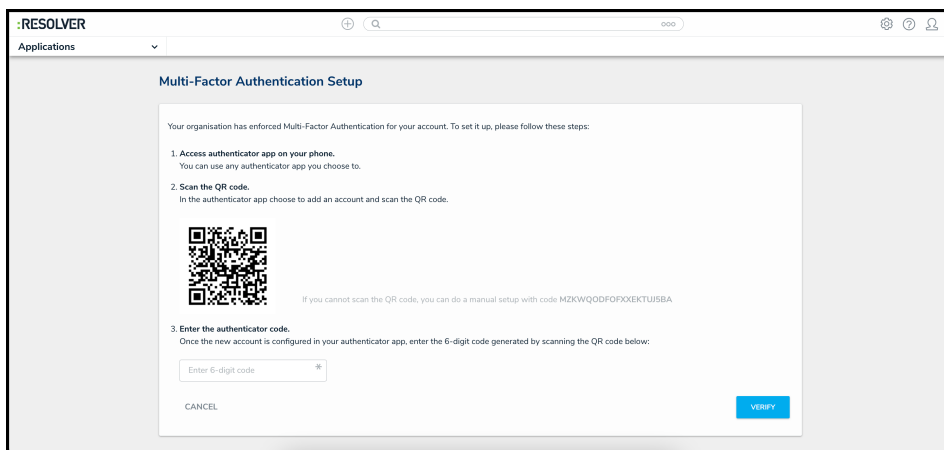 :RESOLVER
Applications
Multi-Factor Authentication Setup
Your organisation has enforced Multi-Factor Authentication for your account. To set it up, please follow these steps:
1. Access authenticator app on your phone.
You can use any authenticator app you choose to.
2. Scan the QR code.
In the authenticator app choose to add an account and scan the QR code.
If you cannot scan the QR code, you can do a manual setup with code MZKWQODFOFXXEKTUJ5BA
3. Enter the authenticator code.
Once the new account is configured in your authenticator app, enter the 6-digit code generated by scanning the QR code below:
Enter 6-digit code *
CANCEL
VERIFY